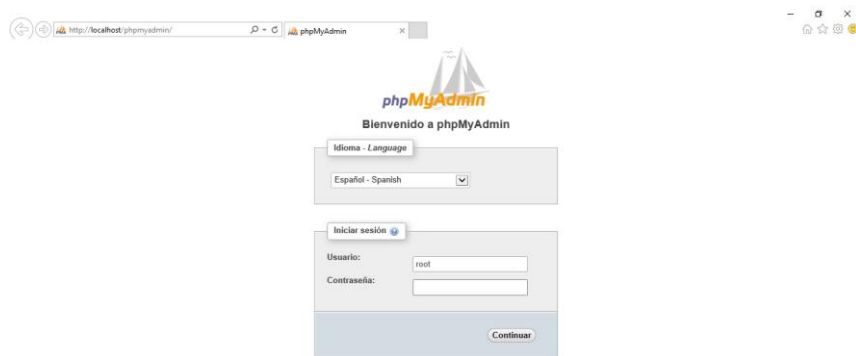 http://localhost/phpmyadmin/
phpMyAdmin
phpMyAdmin
Bienvenido a phpMyAdmin
Idioma - Language
Español - Spanish
Iniciar sesión
Usuario:
root
Contraseña:
Continuar